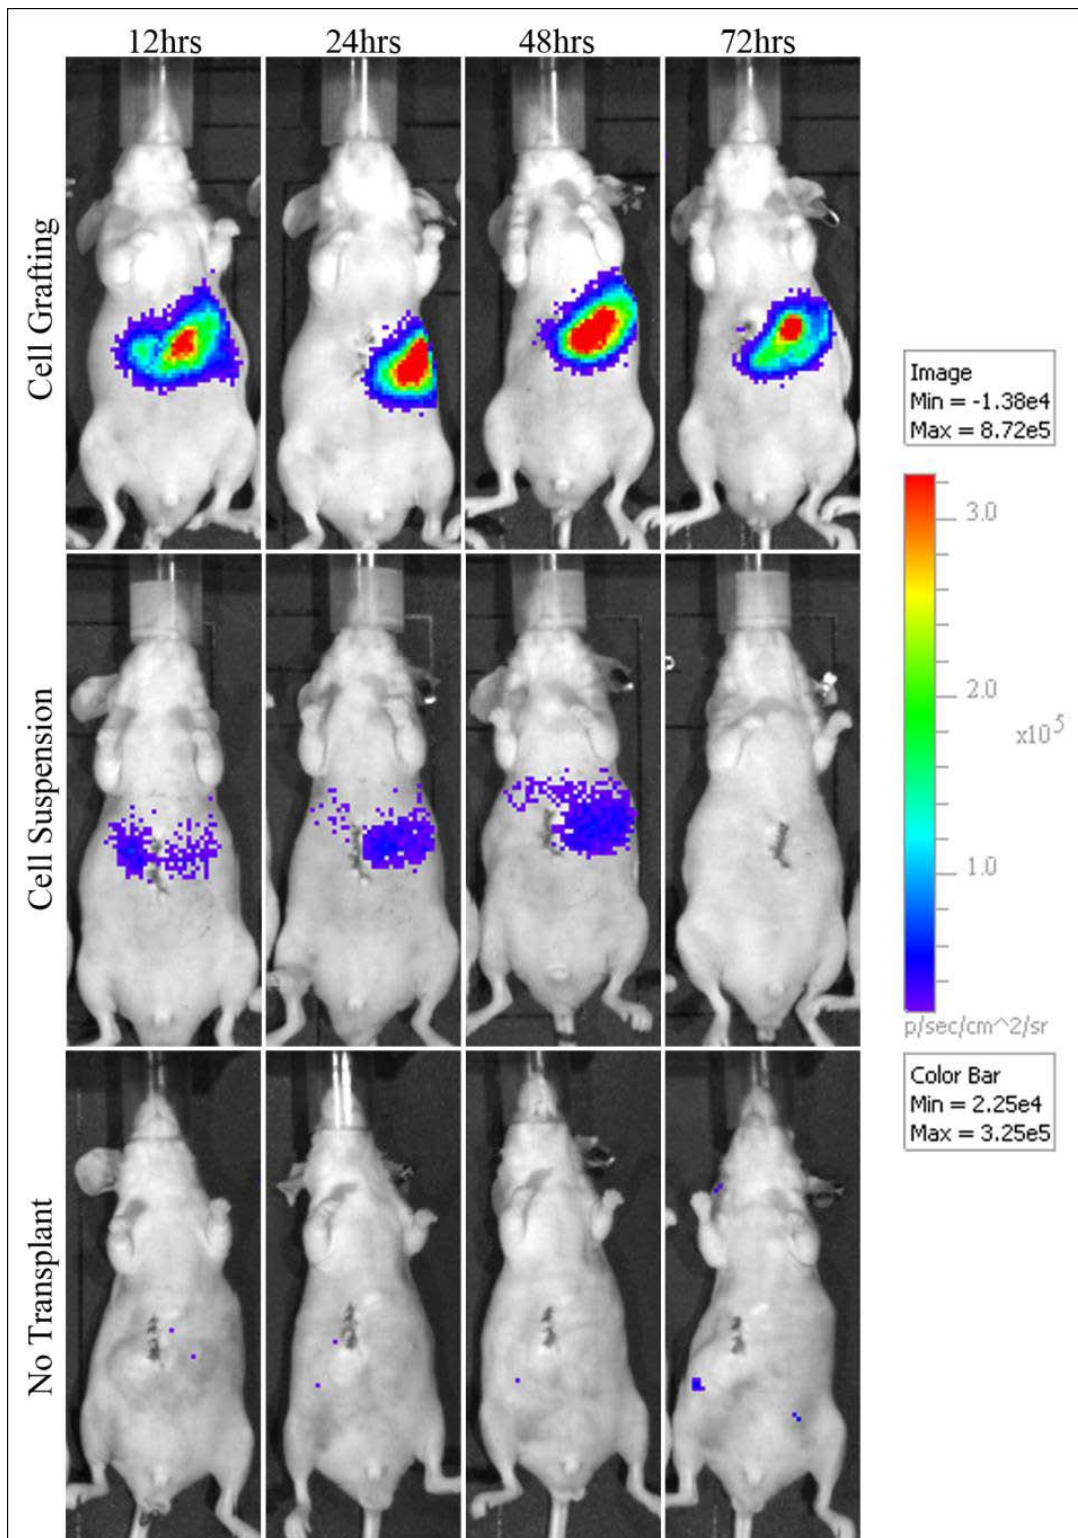 12hrs 24hrs 48hrs 72hrs
Cell Grafting
Cell Suspension
No Transplant
Image
Min = -1.38e4
Max = 8.72e5
3.0
2.0
x10^5
1.0
p/sec/cm^2/sr
Color Bar
Min = 2.25e4
Max = 3.25e5